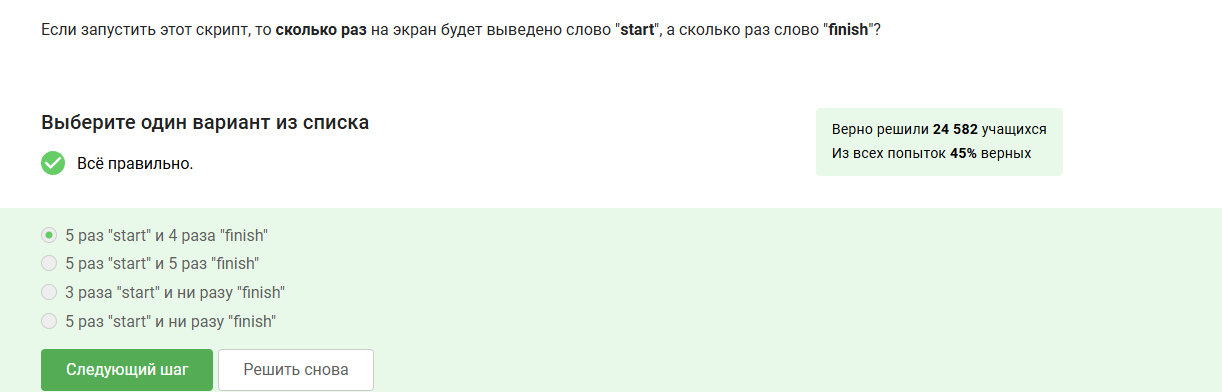 Если запустить этот скрипт, то сколько раз на экран будет выведено слово "start", а сколько раз слово "finish"?
Выберите один вариант из списка
Всё правильно.
Верно решили 24 582 учащихся
Из всех попыток 45% верных
5 раз "start" и 4 раза "finish"
5 раз "start" и 5 раз "finish"
3 раза "start" и ни разу "finish"
5 раз "start" и ни разу "finish"
Следующий шаг
Решить снова